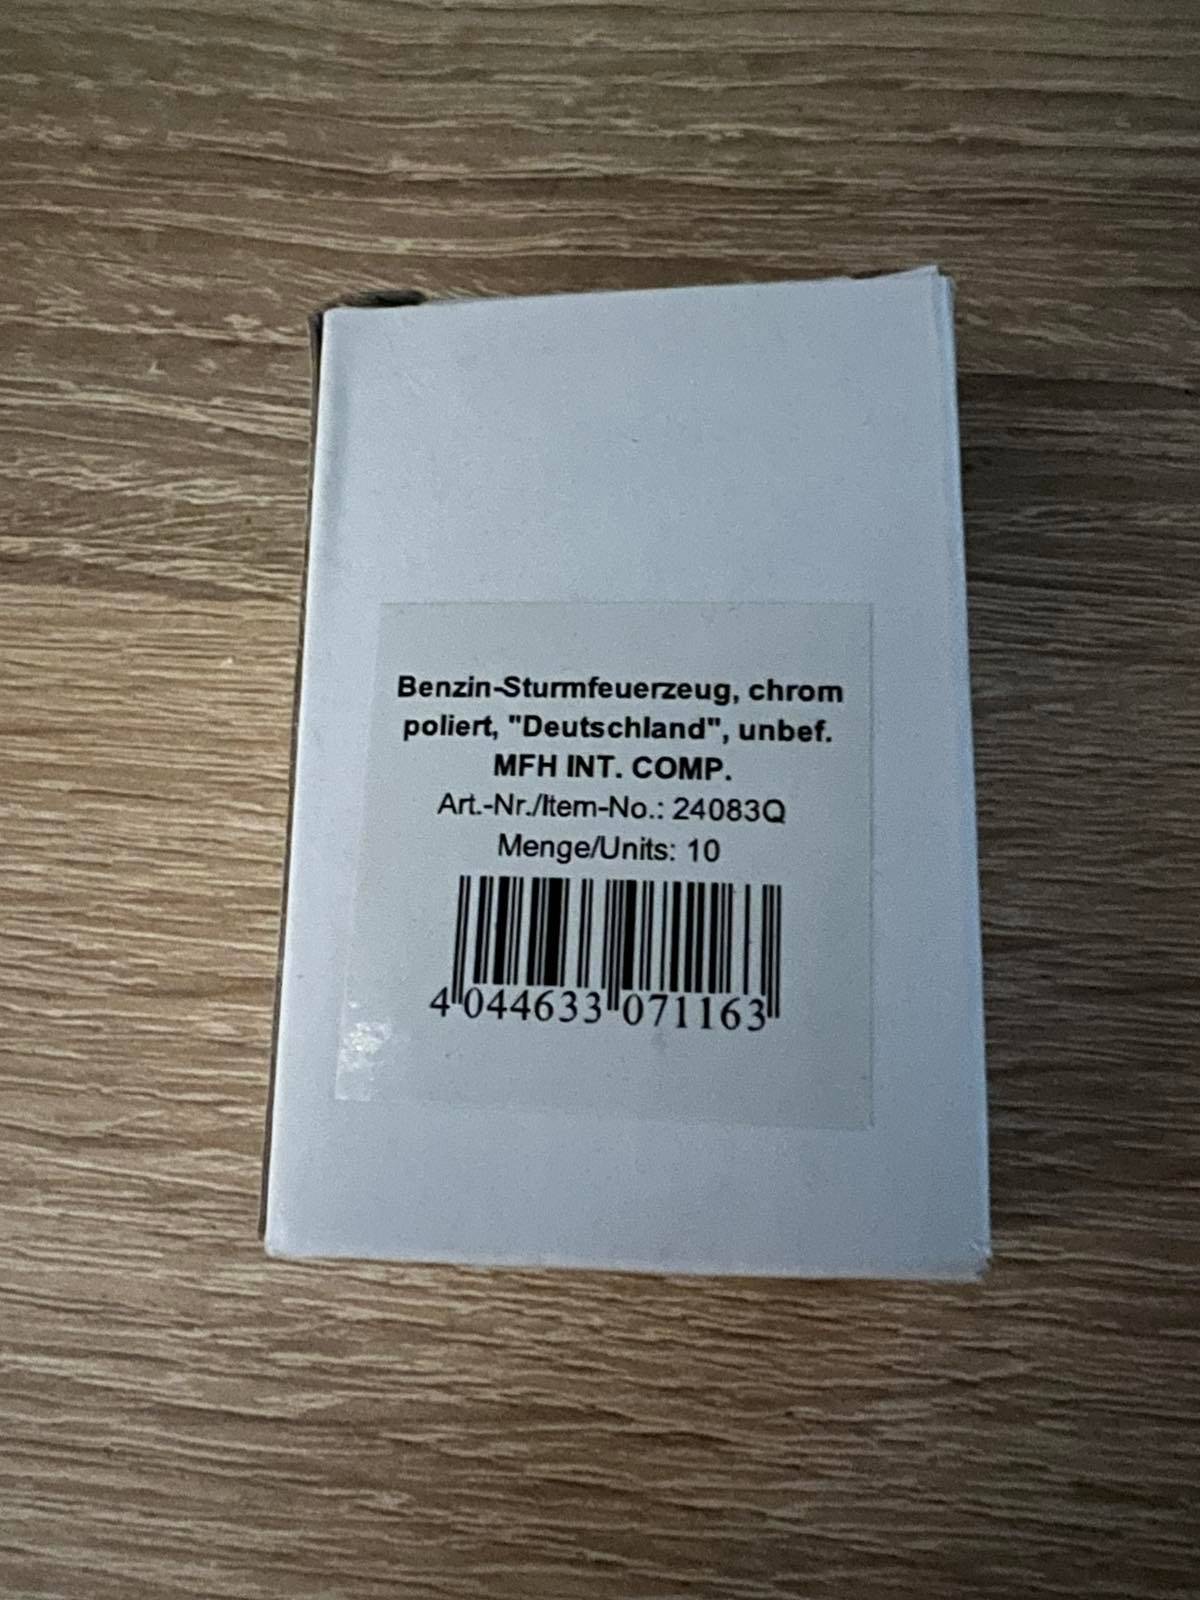 Benzin-Sturmfeuerzeug, chrom
poliert, "Deutschland", unbef.
MFH INT. COMP.
Art.-Nr./Item-No.: 24083Q
Menge/Units: 10
4 044633 071163